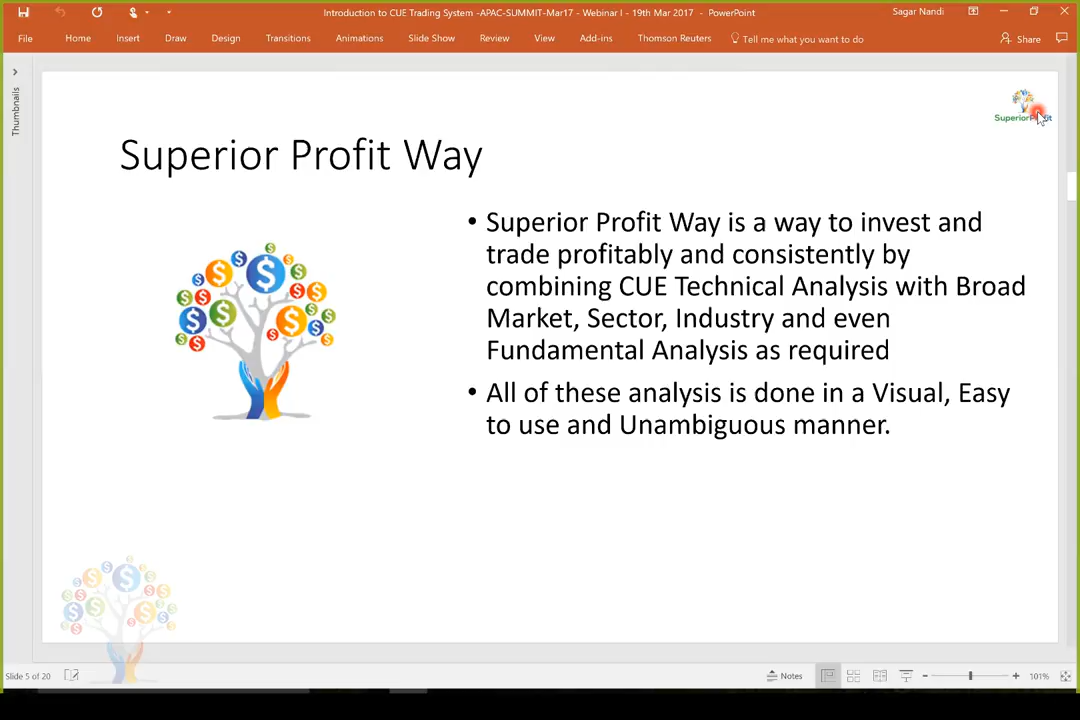 Introduction to CUE Trading System -APAC-SUMMIT-Mar17 - Webinar I - 19th Mar 2017 - PowerPoint
Sagar Nandi
File Home Insert Draw Design Transitions Animations Slide Show Review View Add-ins Thomson Reuters Tell me what you want to do Share
Thumbnails
Superior Profit Way
• Superior Profit Way is a way to invest and
trade profitably and consistently by
combining CUE Technical Analysis with Broad
Market, Sector, Industry and even
Fundamental Analysis as required
• All of these analysis is done in a Visual, Easy
to use and Unambiguous manner.
Slide 5 of 20
Notes
101%